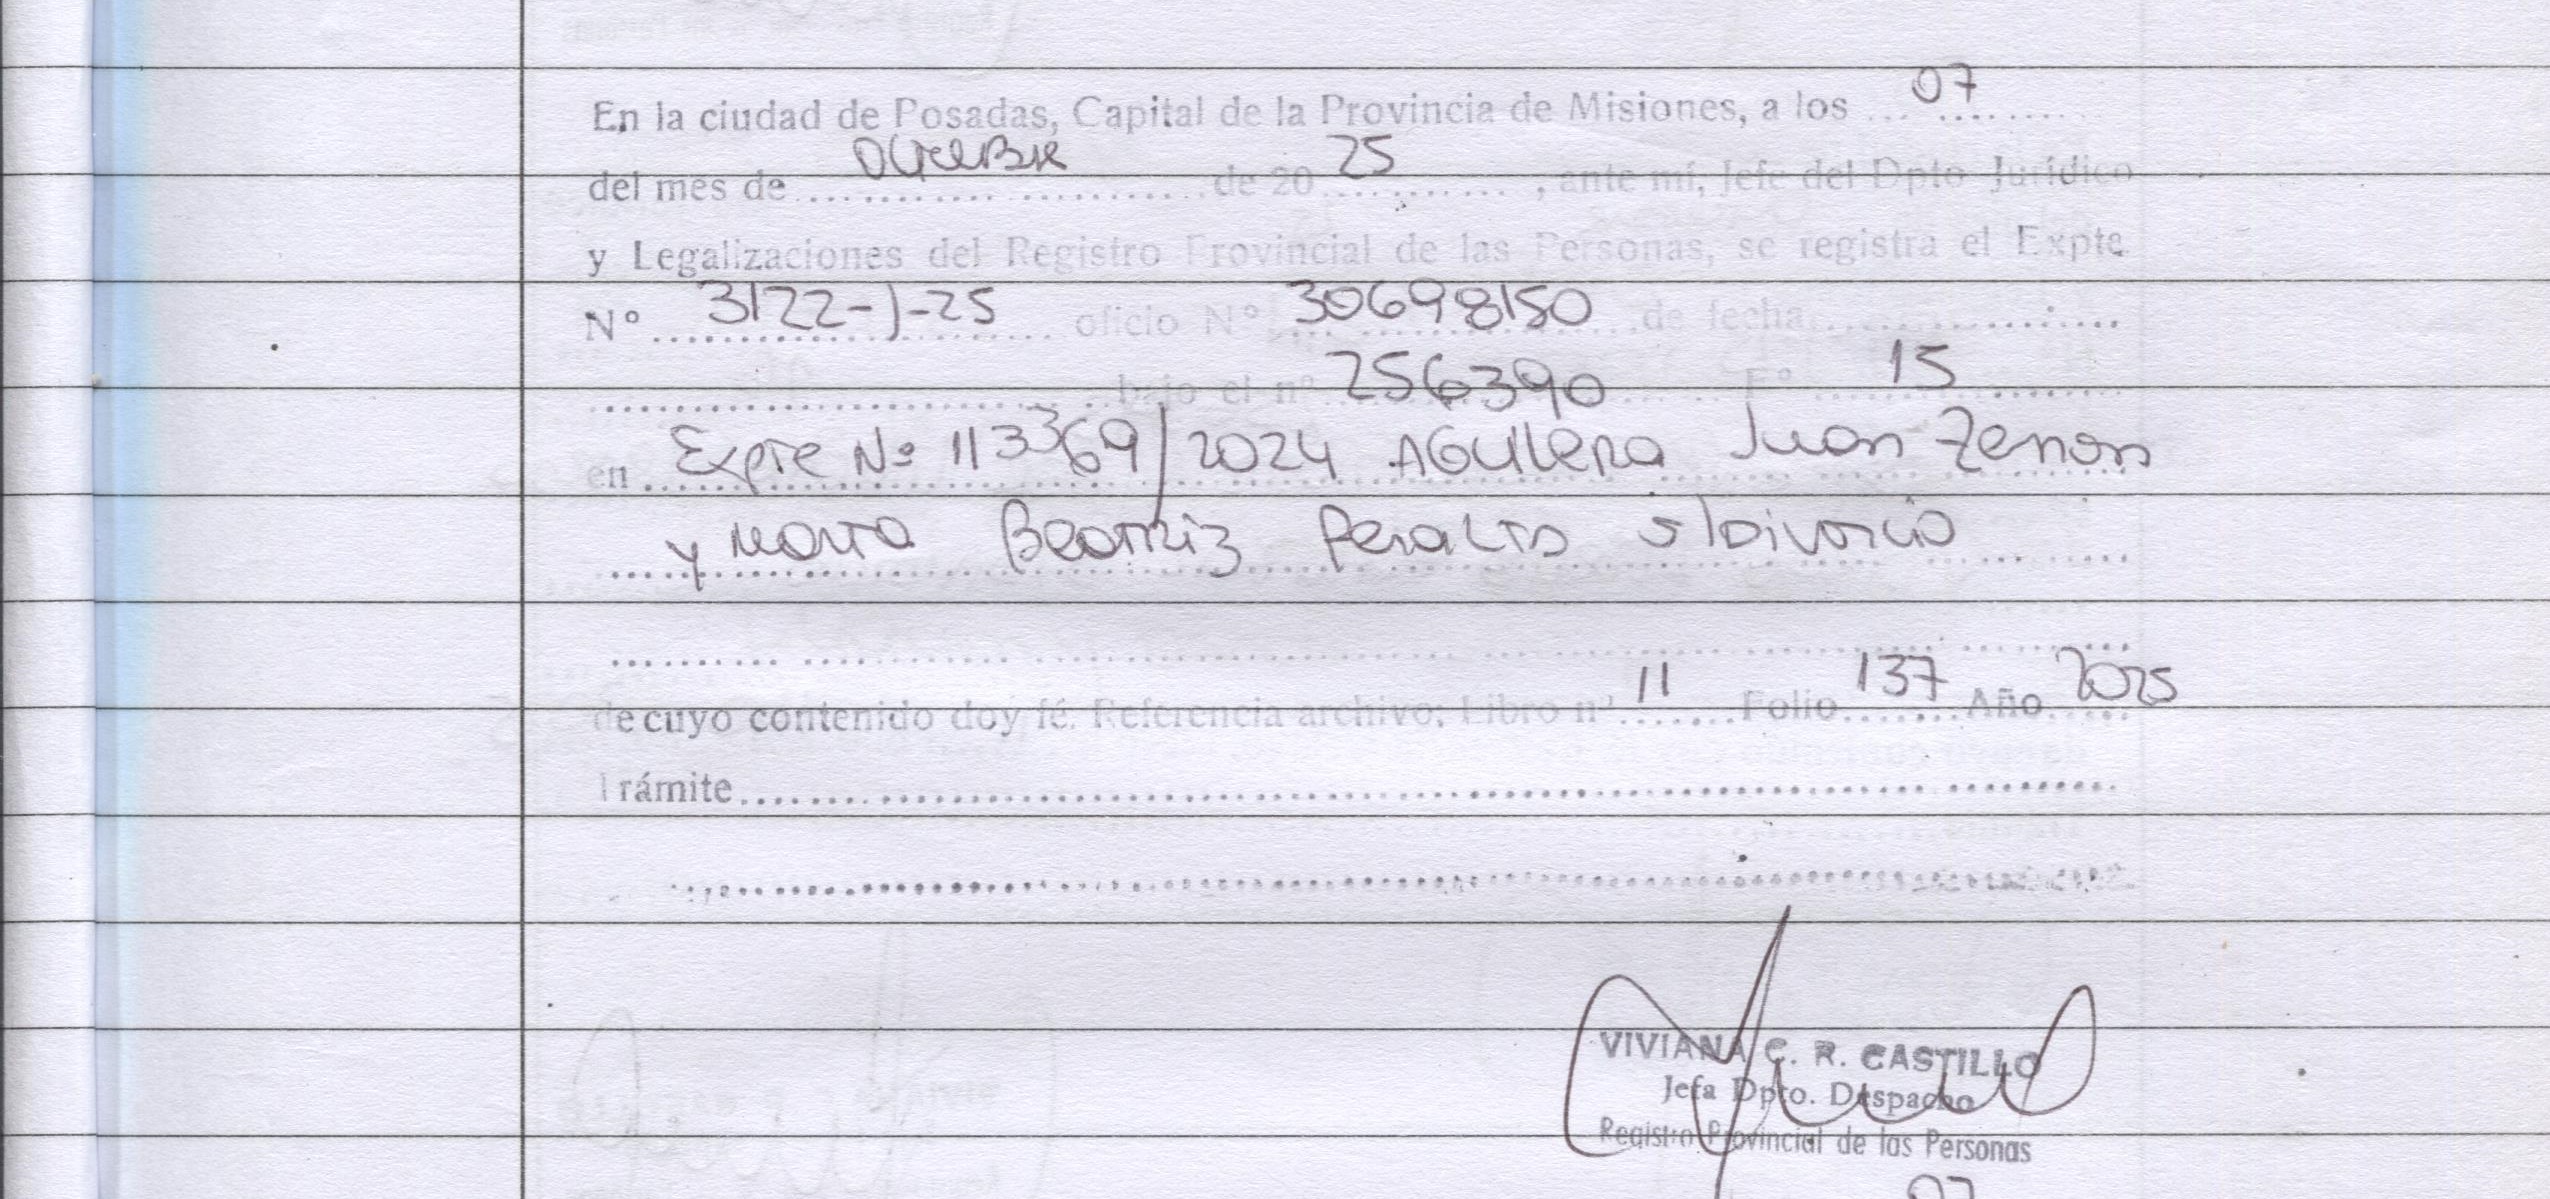 En la ciudad de Posadas, Capital de la Provincia de Misiones, a los ... 07 ...
del mes de ... Octubre ... de 20 25 ... , ante mí, Jefe del Dpto Jurídico
y Legalizaciones del Registro Provincial de las Personas, se registra el Expte
N° ... 3122-J-25 ... oficio N° ... 30698150 ... de fecha ...
... bajo el n° 256390 ... F° 15 ...
en ... Expte Nº 113369/2024 AGUILERA Juan Zenon
y Marta Beatriz Peralta s/Divorcio
de cuyo contenido doy fé. Referencia archivo: Libro n° 11 Folio 137 Año 2025
Trámite ...
VIVIANA C. R. CASTILLO
Jefa Dpto. Despacho
Registro Provincial de las Personas
07